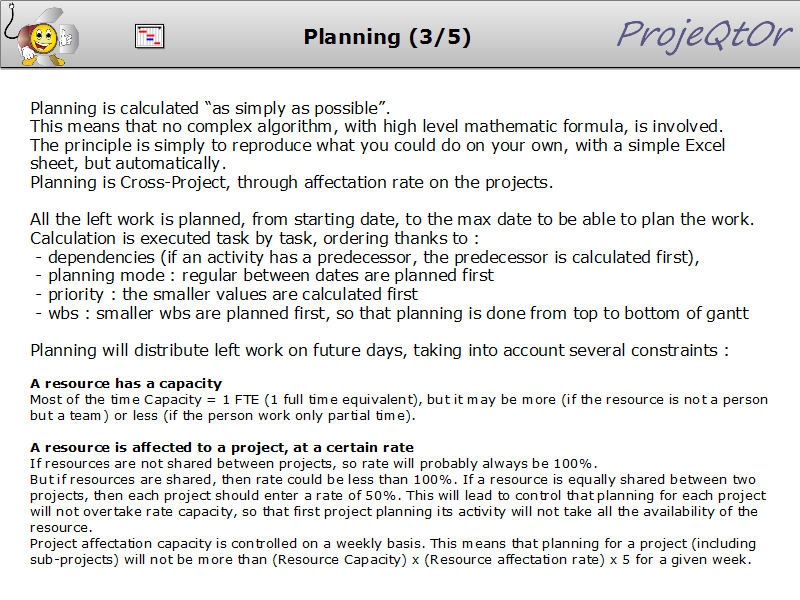 Planning (3/5)
ProjeQtOr
Planning is calculated “as simply as possible”.
This means that no complex algorithm, with high level mathematic formula, is involved.
The principle is simply to reproduce what you could do on your own, with a simple Excel
sheet, but automatically.
Planning is Cross-Project, through affectation rate on the projects.
All the left work is planned, from starting date, to the max date to be able to plan the work.
Calculation is executed task by task, ordering thanks to :
- dependencies (if an activity has a predecessor, the predecessor is calculated first),
- planning mode : regular between dates are planned first
- priority : the smaller values are calculated first
- wbs : smaller wbs are planned first, so that planning is done from top to bottom of gantt
Planning will distribute left work on future days, taking into account several constraints :
A resource has a capacity
Most of the time Capacity = 1 FTE (1 full time equivalent), but it may be more (if the resource is not a person
but a team) or less (if the person work only partial time).
A resource is affected to a project, at a certain rate
If resources are not shared between projects, so rate will probably always be 100%.
But if resources are shared, then rate could be less than 100%. If a resource is equally shared between two
projects, then each project should enter a rate of 50%. This will lead to control that planning for each project
will not overtake rate capacity, so that first project planning its activity will not take all the availability of the
resource.
Project affectation capacity is controlled on a weekly basis. This means that planning for a project (including
sub-projects) will not be more than (Resource Capacity) x (Resource affectation rate) x 5 for a given week.